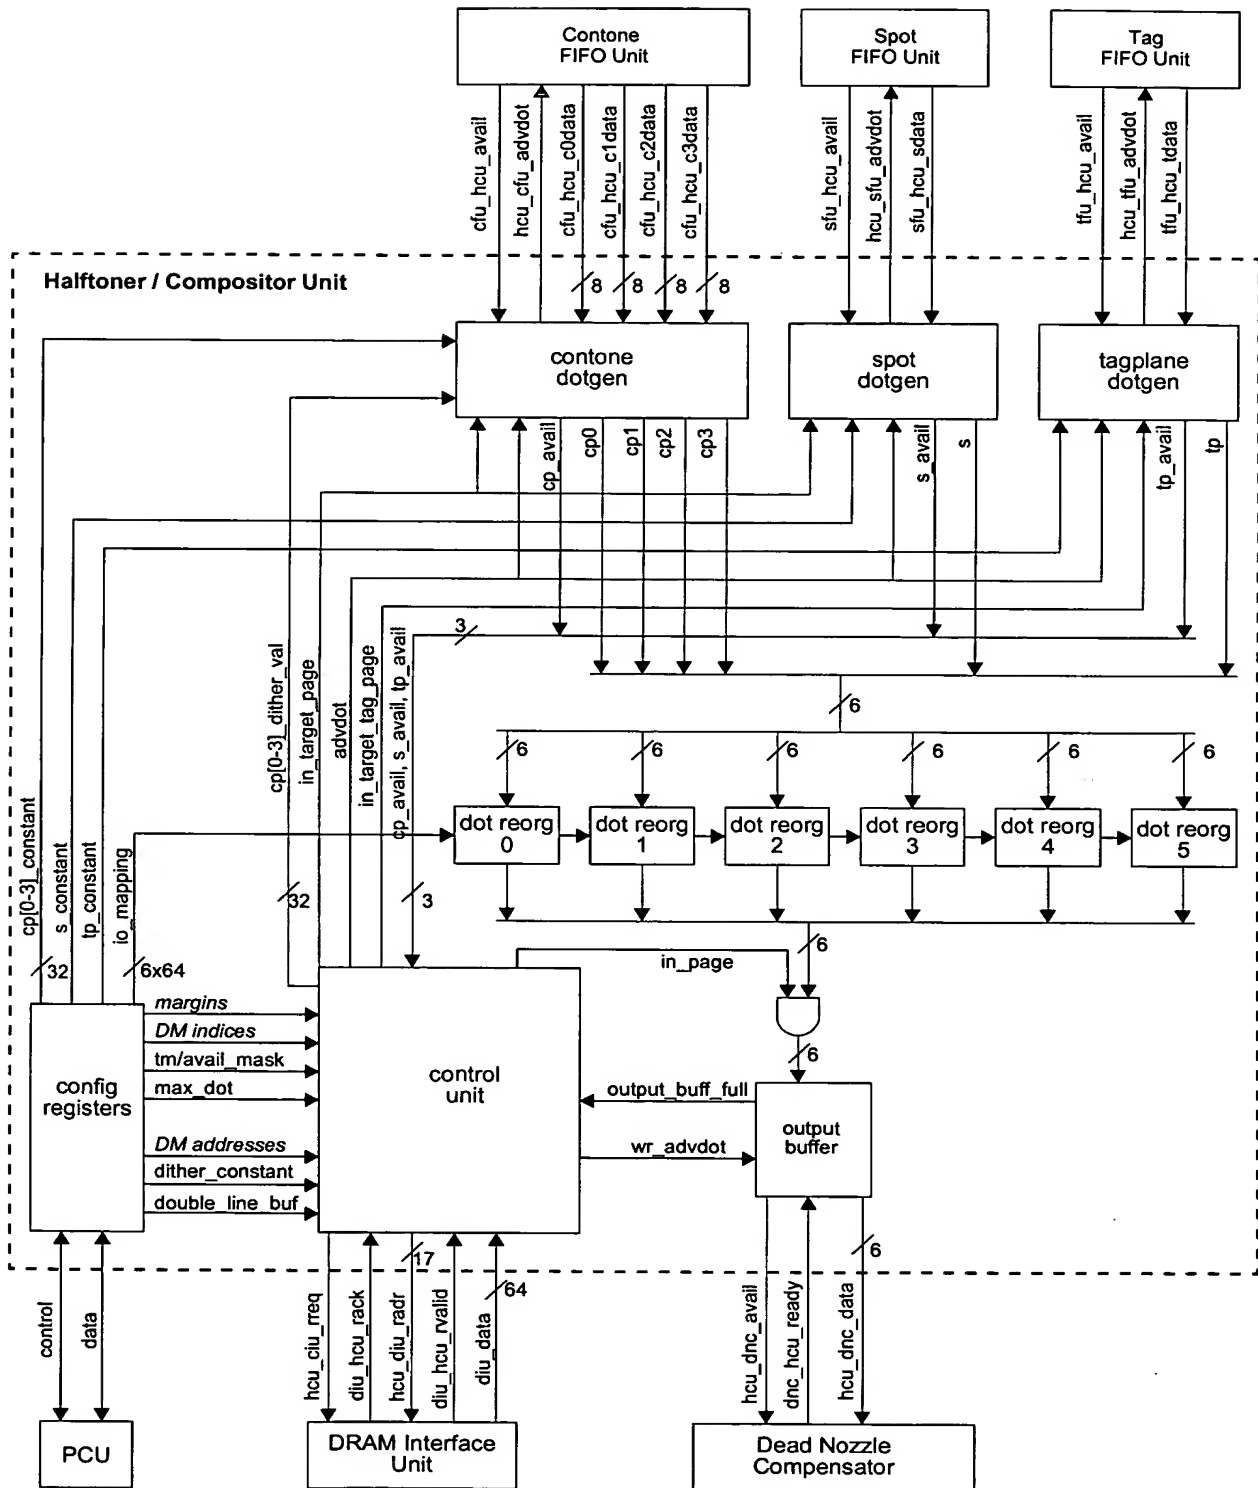 Contone
FIFO Unit
Spot
FIFO Unit
Tag
FIFO Unit
cfu_hcu_avail
hcu_cfu_advdot
cfu_hcu_c0data
cfu_hcu_c1data
cfu_hcu_c2data
cfu_hcu_c3data
sfu_hcu_avail
hcu_sfu_advdot
sfu_hcu_sdata
tfu_hcu_avail
hcu_tfu_advdot
tfu_hcu_tdata
Halftoner / Compositor Unit
8
8
8
8
contone
dotgen
spot
dotgen
tagplane
dotgen
cp_avail
cp0
cp1
cp2
cp3
s_avail
s
tp_avail
tp
3
6
cp[0-3]_dither_val
in_target_page
advdot
in_target_tag_page
cp_avail, s_avail, tp_avail
6
6
6
6
6
6
dot reorg
0
dot reorg
1
dot reorg
2
dot reorg
3
dot reorg
4
dot reorg
5
cp[0-3]_constant
s_constant
tp_constant
io_mapping
32
3
32
6x64
6
in_page
6
margins
DM indices
tm/avail_mask
max_dot
DM addresses
dither_constant
double_line_buf
config
registers
control
unit
output_buff_full
wr_advdot
output
buffer
17
64
6
control
data
hcu_ciu_rreq
diu_hcu_rack
hcu_diu_radr
diu_hcu_rvalid
diu_data
hcu_dnc_avail
dnc_hcu_ready
hcu_dnc_data
PCU
DRAM Interface
Unit
Dead Nozzle
Compensator